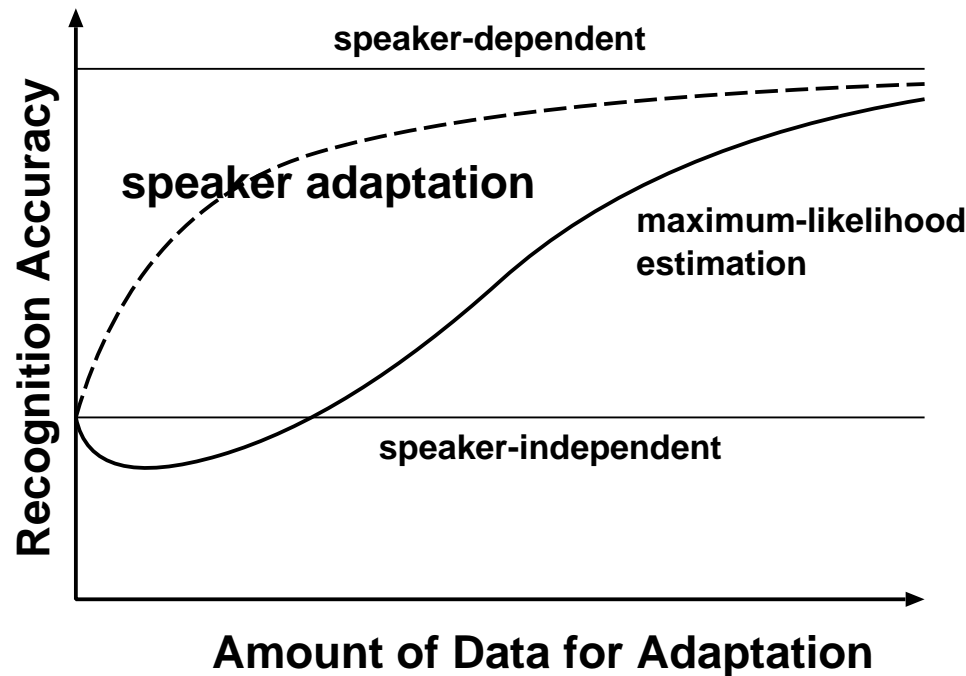 speaker-dependent
speaker adaptation
maximum-likelihood
estimation
speaker-independent
Recognition Accuracy
Amount of Data for Adaptation